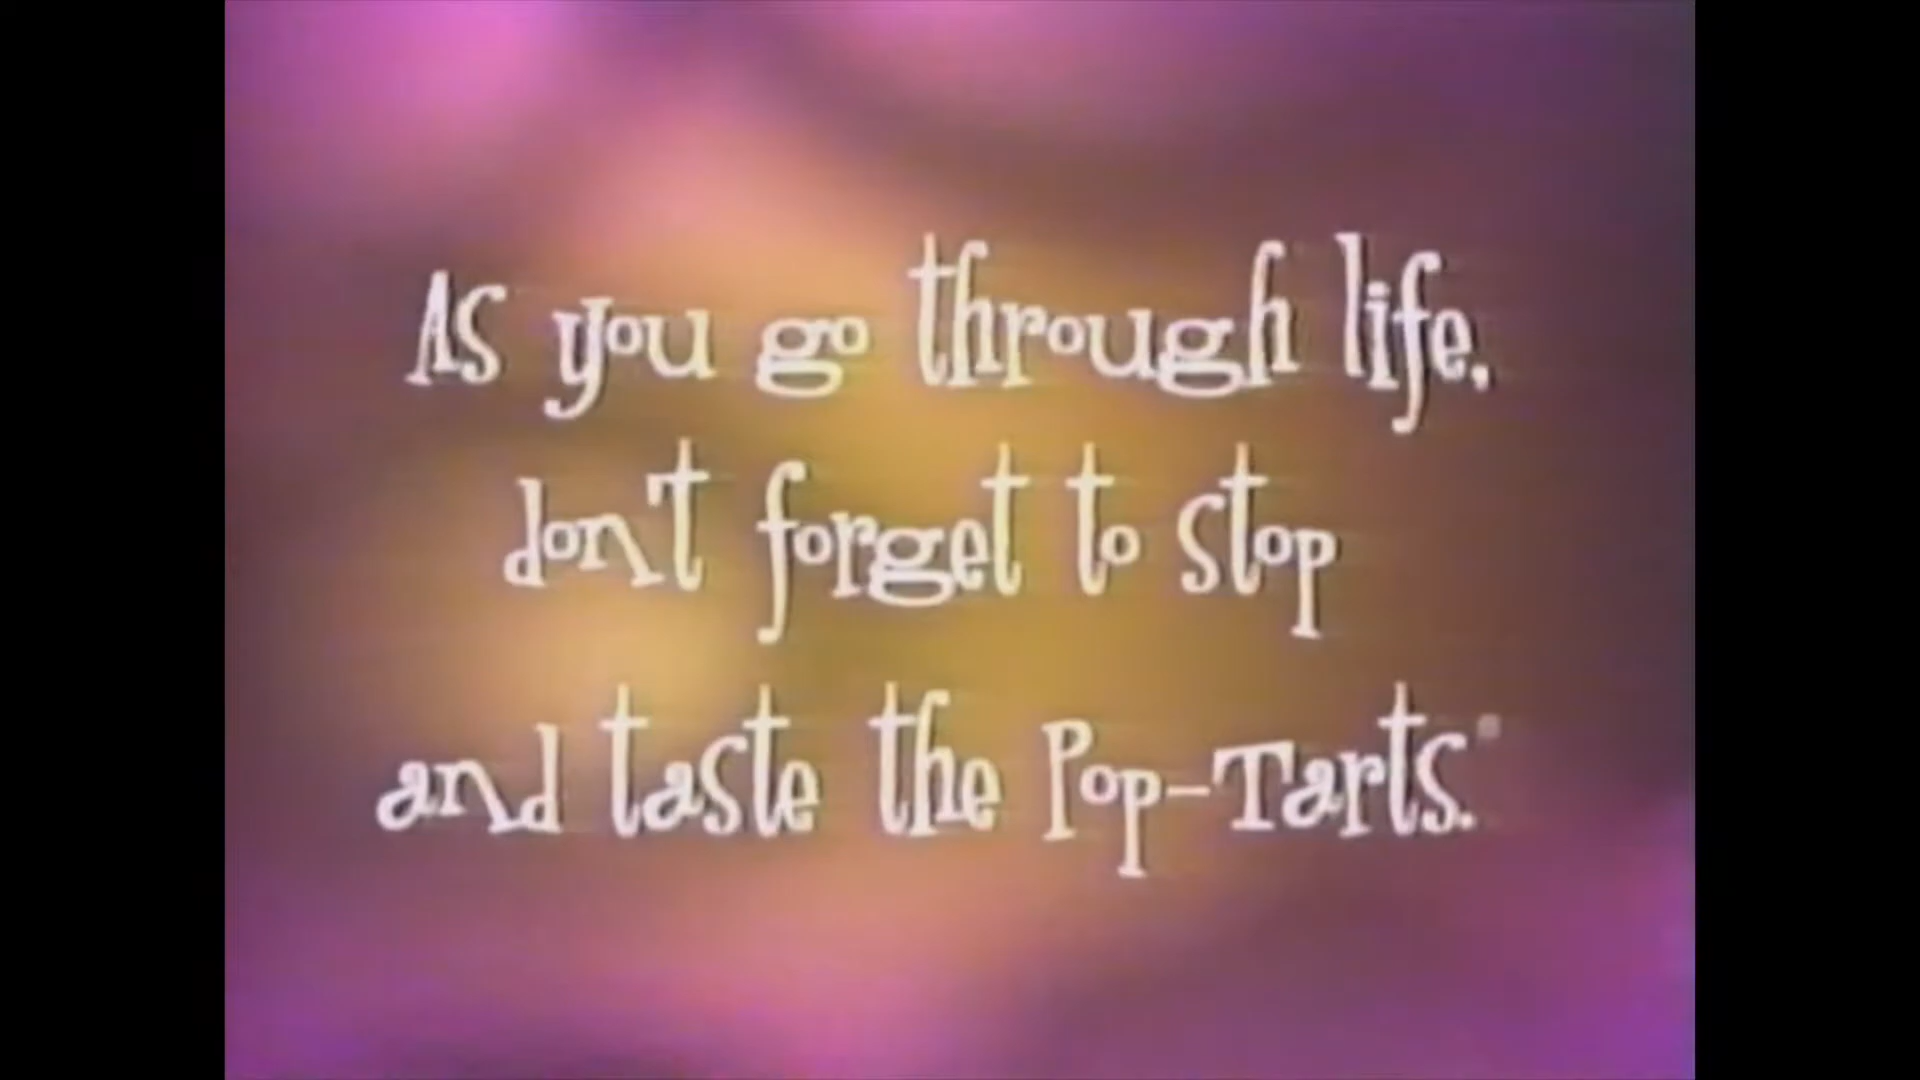 As you go through life,
don't forget to stop
and taste the Pop-Tarts.®